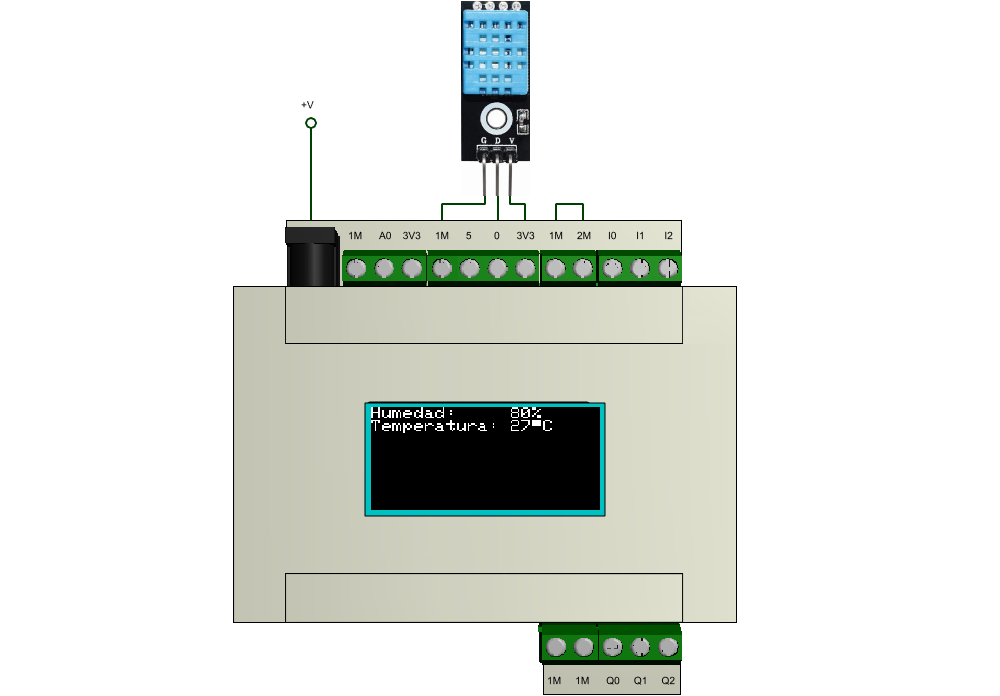 +V
G D V
1M A0 3V3 1M 5 0 3V3 1M 2M I0 I1 I2
Humedad: 80%
Temperatura: 27▀C
1M 1M Q0 Q1 Q2